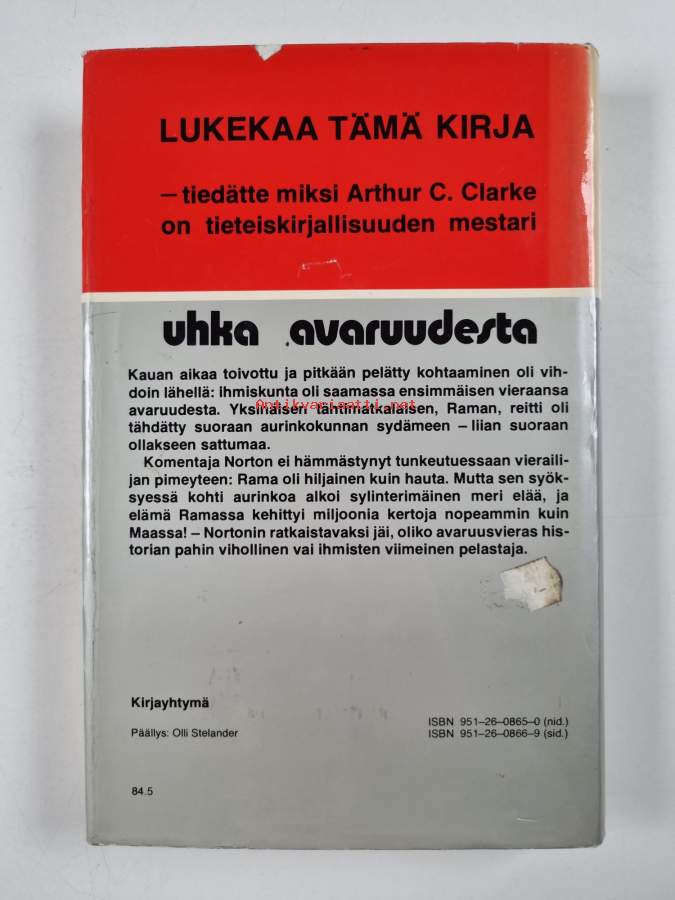 LUKEKAA TÄMÄ KIRJA
— tiedätte miksi Arthur C. Clarke
on tieteiskirjallisuuden mestari
uhka avaruudesta
Kauan aikaa toivottu ja pitkään pelätty kohtaaminen oli vih-
doin lähellä: ihmiskunta oli saamassa ensimmäisen vieraansa
avaruudesta. Yksinäisen tähtimatkalaisen, Raman, reitti oli
Antikvariaatti.net
tähdätty suoraan aurinkokunnan sydämeen – liian suoraan
ollakseen sattumaa.
Komentaja Norton ei hämmästynyt tunkeutuessaan vieraili-
jan pimeyteen: Rama oli hiljainen kuin hauta. Mutta sen syök-
syessä kohti aurinkoa alkoi sylinterimäinen meri elää, ja
elämä Ramassa kehittyi miljoonia kertoja nopeammin kuin
Maassa! – Nortonin ratkaistavaksi jäi, oliko avaruusvieras his-
torian pahin vihollinen vai ihmisten viimeinen pelastaja.
Kirjayhtymä
Päällys: Olli Stelander
ISBN 951–26–0865–0 (nid.)
ISBN 951–26–0866–9 (sid.)
84.5